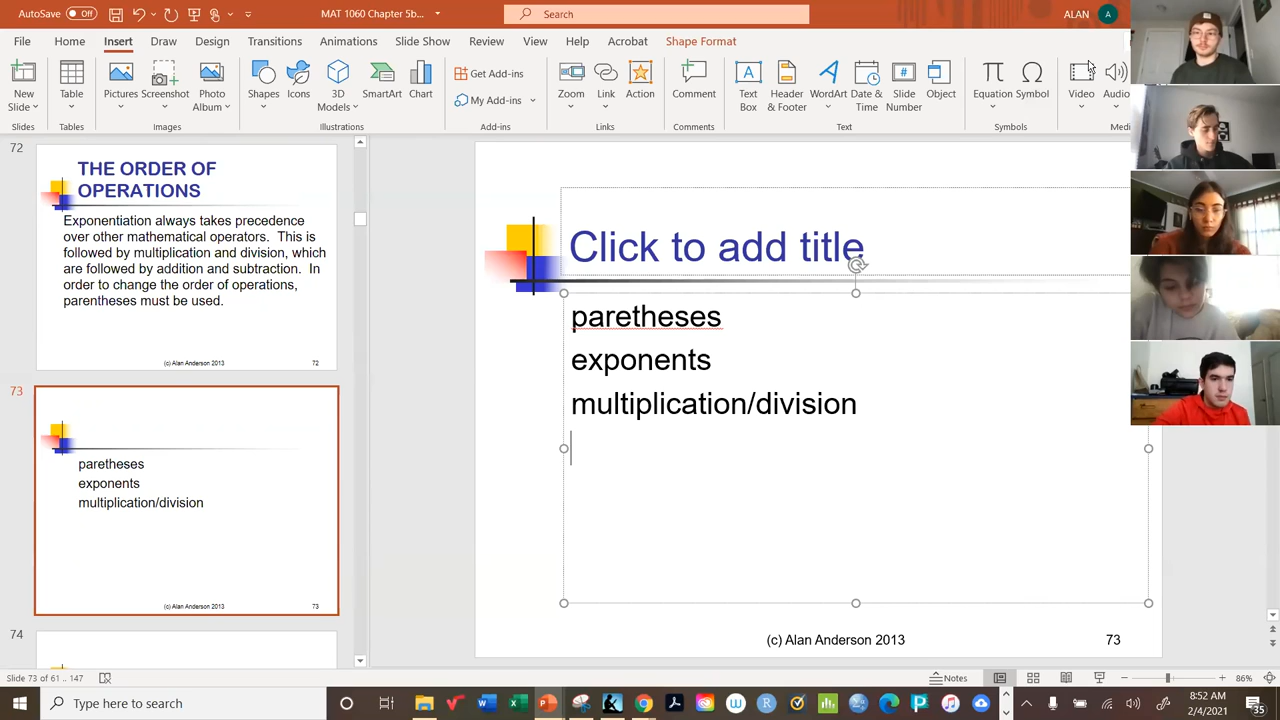 AutoSave Off
MAT 1060 Chapter 5b...
Search
ALAN
A
File Home Insert Draw Design Transitions Animations Slide Show Review View Help Acrobat Shape Format
New Slide
Table
Pictures
Screenshot
Photo Album
Shapes
Icons
3D Models
SmartArt
Chart
Get Add-ins
My Add-ins
Zoom
Link
Action
Comment
Text Box
Header & Footer
WordArt
Date & Time
Slide Number
Object
Equation
Symbol
Video
Audio
Slides Tables Images Illustrations Add-ins Links Comments Text Symbols Medi
72
THE ORDER OF
OPERATIONS
Exponentiation always takes precedence
over other mathematical operators. This is
followed by multiplication and division, which
are followed by addition and subtraction. In
order to change the order of operations,
parentheses must be used.
(c) Alan Anderson 2013 72
73
paretheses
exponents
multiplication/division
(c) Alan Anderson 2013 73
74
Click to add title
paretheses
exponents
multiplication/division
(c) Alan Anderson 2013 73
Slide 73 of 61 .. 147
Notes
86%
Type here to search
8:52 AM
2/4/2021
35